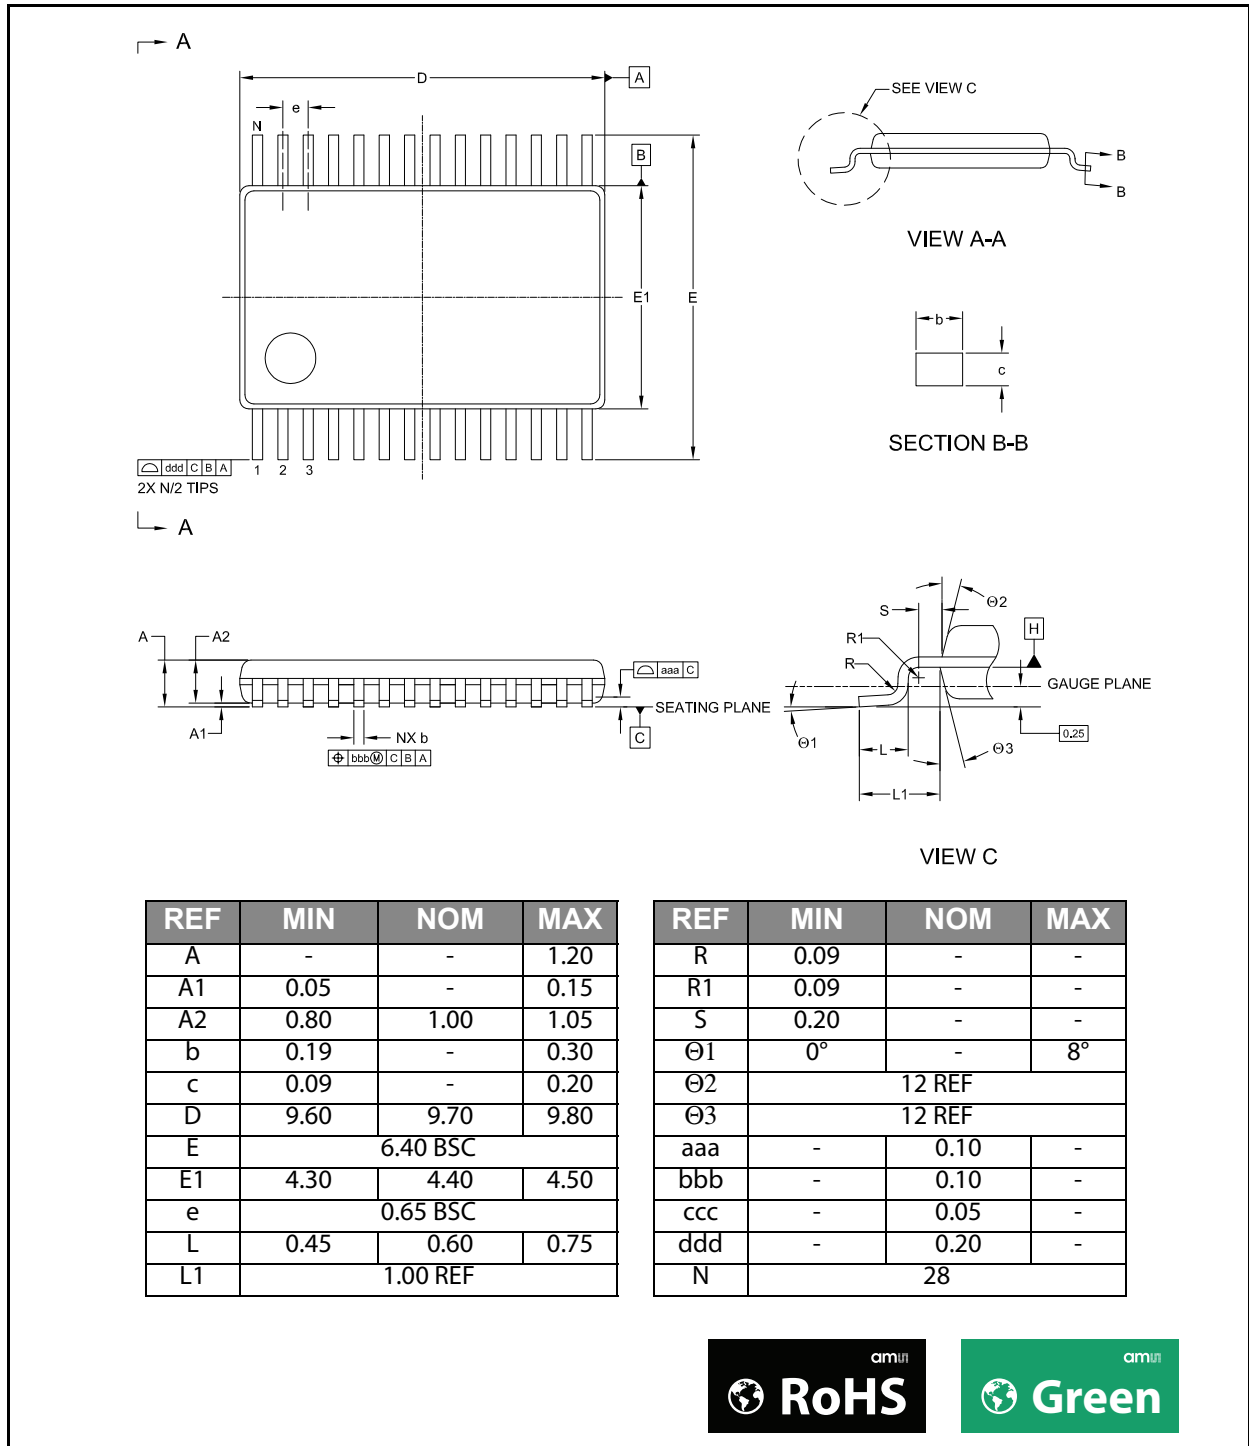 A
D
A
e
N
B
E1
E
ddd C B A
1 2 3
2X N/2 TIPS
A
SEE VIEW C
B
B
VIEW A-A
b
c
SECTION B-B
A
A2
aaa C
SEATING PLANE
A1
C
NX b
bbb M C B A
S
Θ2
R1
H
R
GAUGE PLANE
Θ1
0.25
L
Θ3
L1
VIEW C
REF MIN NOM MAX
A - - 1.20
A1 0.05 - 0.15
A2 0.80 1.00 1.05
b 0.19 - 0.30
c 0.09 - 0.20
D 9.60 9.70 9.80
E 6.40 BSC
E1 4.30 4.40 4.50
e 0.65 BSC
L 0.45 0.60 0.75
L1 1.00 REF
REF MIN NOM MAX
R 0.09 - -
R1 0.09 - -
S 0.20 - -
Θ1 0° - 8°
Θ2 12 REF
Θ3 12 REF
aaa - 0.10 -
bbb - 0.10 -
ccc - 0.05 -
ddd - 0.20 -
N 28
am
RoHS
am
Green